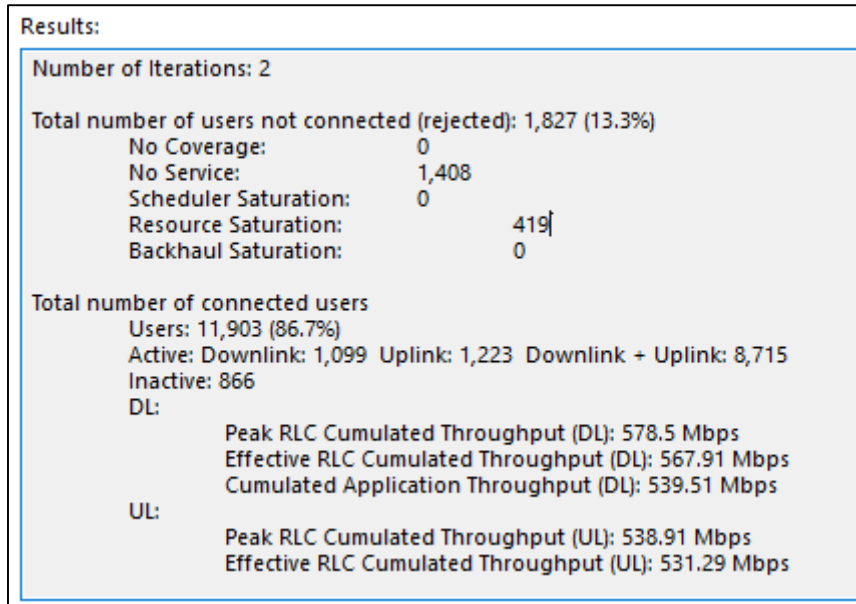 Results:
Number of Iterations: 2
Total number of users not connected (rejected): 1,827 (13.3%)
No Coverage: 0
No Service: 1,408
Scheduler Saturation: 0
Resource Saturation: 419
Backhaul Saturation: 0
Total number of connected users
Users: 11,903 (86.7%)
Active: Downlink: 1,099 Uplink: 1,223 Downlink + Uplink: 8,715
Inactive: 866
DL:
Peak RLC Cumulated Throughput (DL): 578.5 Mbps
Effective RLC Cumulated Throughput (DL): 567.91 Mbps
Cumulated Application Throughput (DL): 539.51 Mbps
UL:
Peak RLC Cumulated Throughput (UL): 538.91 Mbps
Effective RLC Cumulated Throughput (UL): 531.29 Mbps